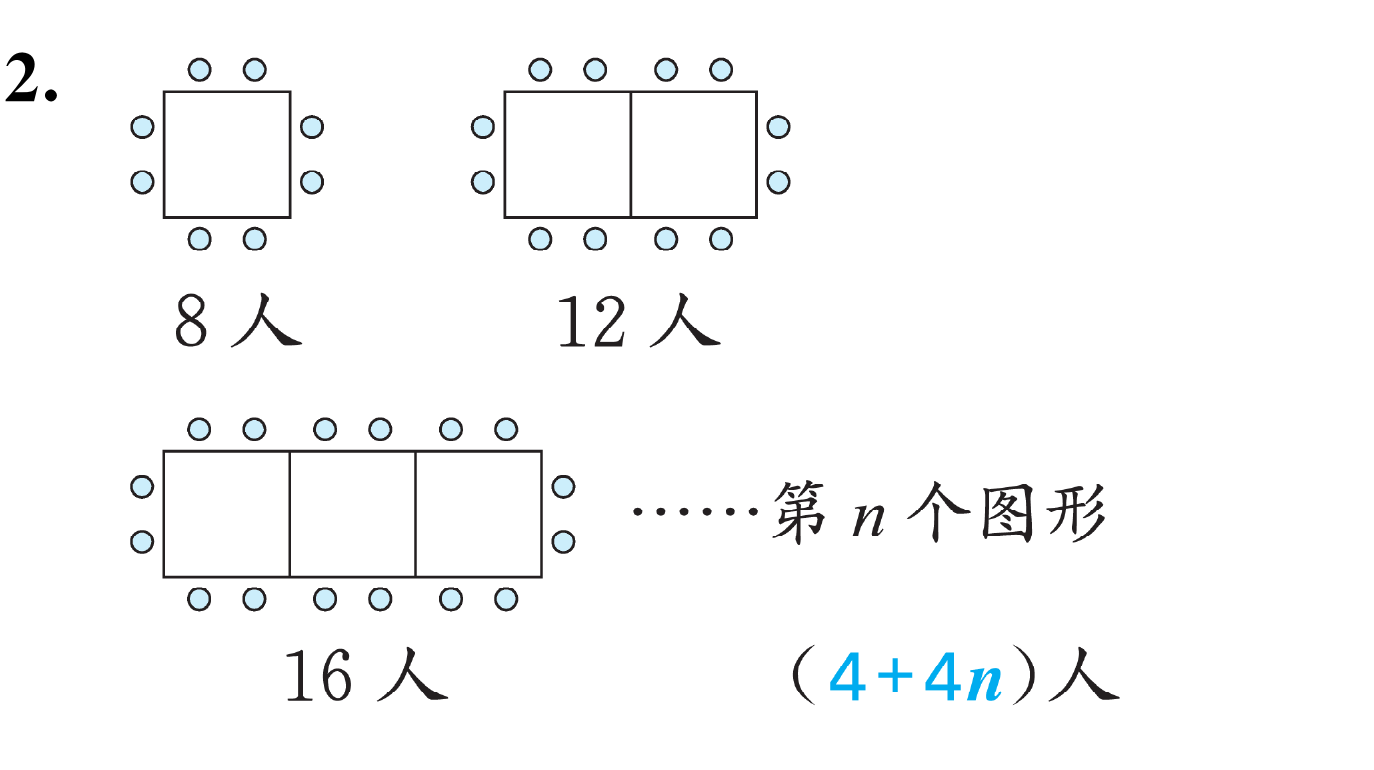 2.
8 人 12 人
……第 n 个图形
16 人 (4+4n)人